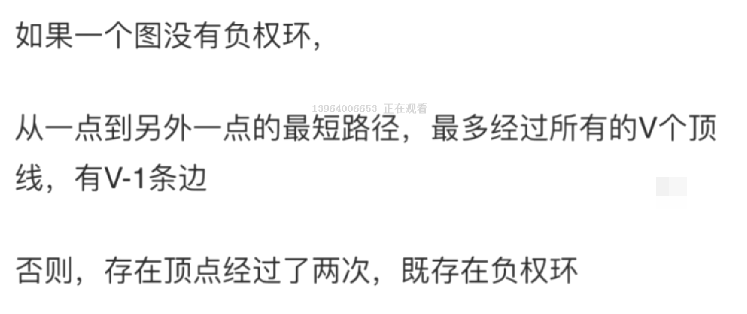 如果一个图没有负权环，
13964006653 正在观看
从一点到另外一点的最短路径，最多经过所有的V个顶
线，有V-1条边
否则，存在顶点经过了两次，既存在负权环